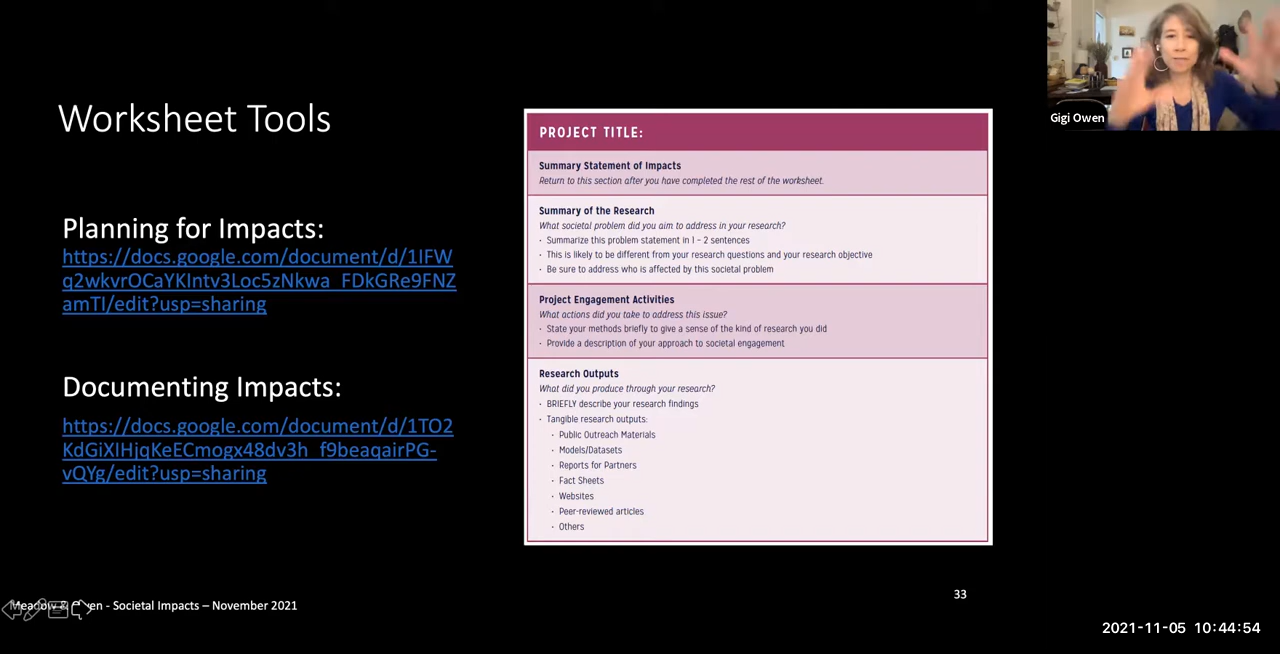 Worksheet Tools
Planning for Impacts:
https://docs.google.com/document/d/1IFW
q2wkvrOCaYKIntv3Loc5zNkwa_FDkGRe9FNZ
amTI/edit?usp=sharing
Documenting Impacts:
https://docs.google.com/document/d/1TO2
KdGiXIHjqKeECmogx48dv3h_f9beaqairPG-
vQYg/edit?usp=sharing
PROJECT TITLE:
Summary Statement of Impacts
Return to this section after you have completed the rest of the worksheet.
Summary of the Research
What societal problem did you aim to address in your research?
· Summarize this problem statement in 1 – 2 sentences
· This is likely to be different from your research questions and your research objective
· Be sure to address who is affected by this societal problem
Project Engagement Activities
What actions did you take to address this issue?
· State your methods briefly to give a sense of the kind of research you did
· Provide a description of your approach to societal engagement
Research Outputs
What did you produce through your research?
· BRIEFLY describe your research findings
· Tangible research outputs:
· Public Outreach Materials
· Models/Datasets
· Reports for Partners
· Fact Sheets
· Websites
· Peer-reviewed articles
· Others
Gigi Owen
Meadow & Owen - Societal Impacts – November 2021
33
2021-11-05 10:44:54